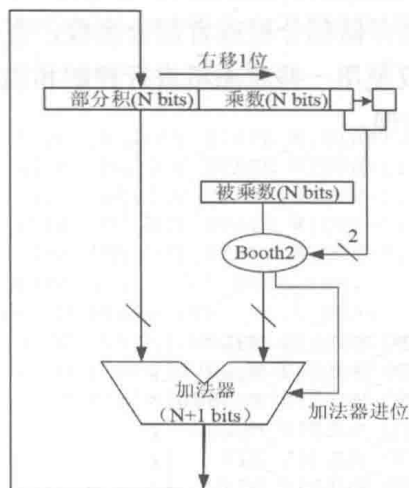 右移1位
部分积(N bits) 乘数(N bits)
被乘数(N bits)
2
Booth2
加法器
（N+1 bits）
加法器进位